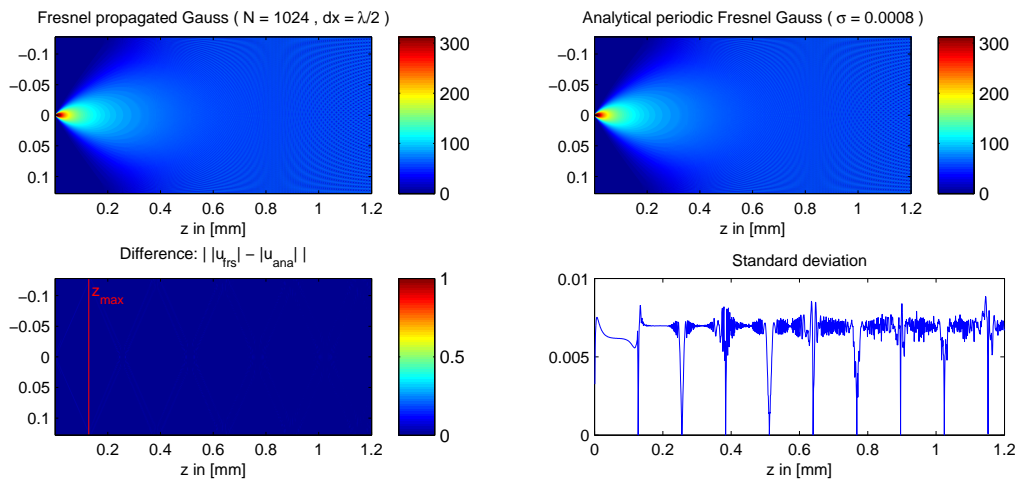 Fresnel propagated Gauss ( N = 1024 , dx = λ/2 )
−0.1
−0.05
0
0.05
0.1
0.2 0.4 0.6 0.8 1 1.2
z in [mm]
300
200
100
0
Analytical periodic Fresnel Gauss ( σ = 0.0008 )
−0.1
−0.05
0
0.05
0.1
0.2 0.4 0.6 0.8 1 1.2
z in [mm]
300
200
100
0
Difference: | |u_frs| − |u_ana| |
z_max
−0.1
−0.05
0
0.05
0.1
0.2 0.4 0.6 0.8 1 1.2
z in [mm]
1
0.5
0
Standard deviation
0.01
0.005
0
0 0.2 0.4 0.6 0.8 1 1.2
z in [mm]